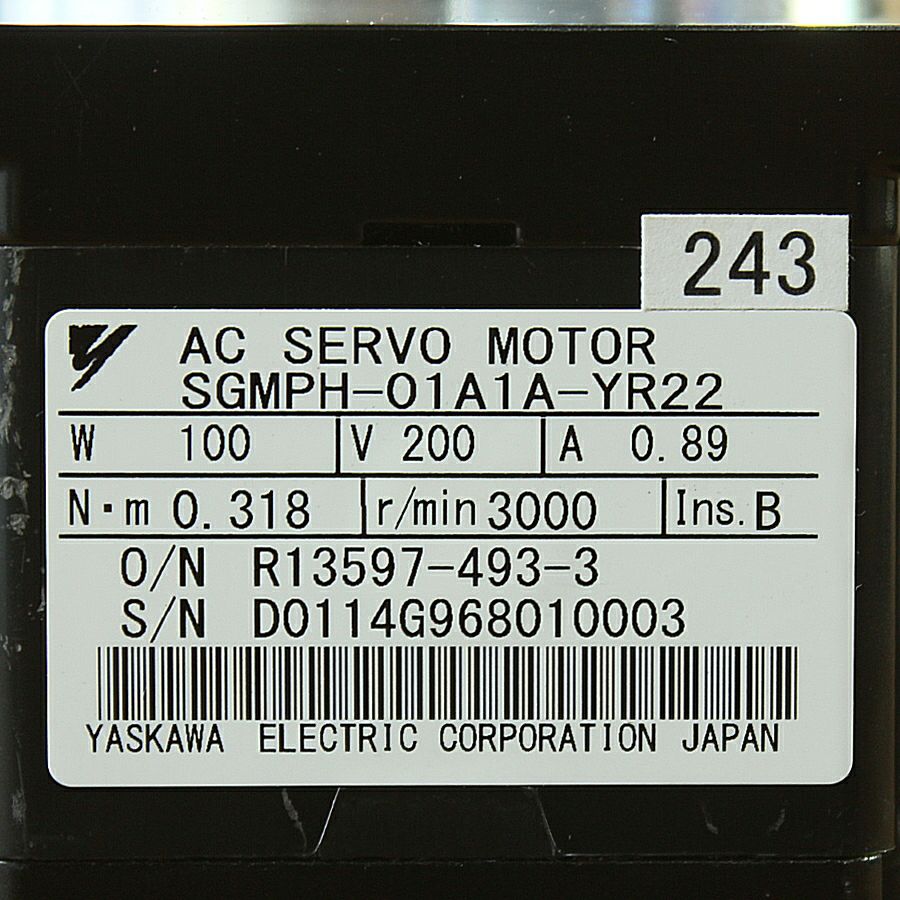 243
AC SERVO MOTOR
SGMPH-01A1A-YR22
W 100 V 200 A 0.89
N·m 0.318 r/min 3000 Ins. B
O/N R13597-493-3
S/N D0114G968010003
YASKAWA ELECTRIC CORPORATION JAPAN